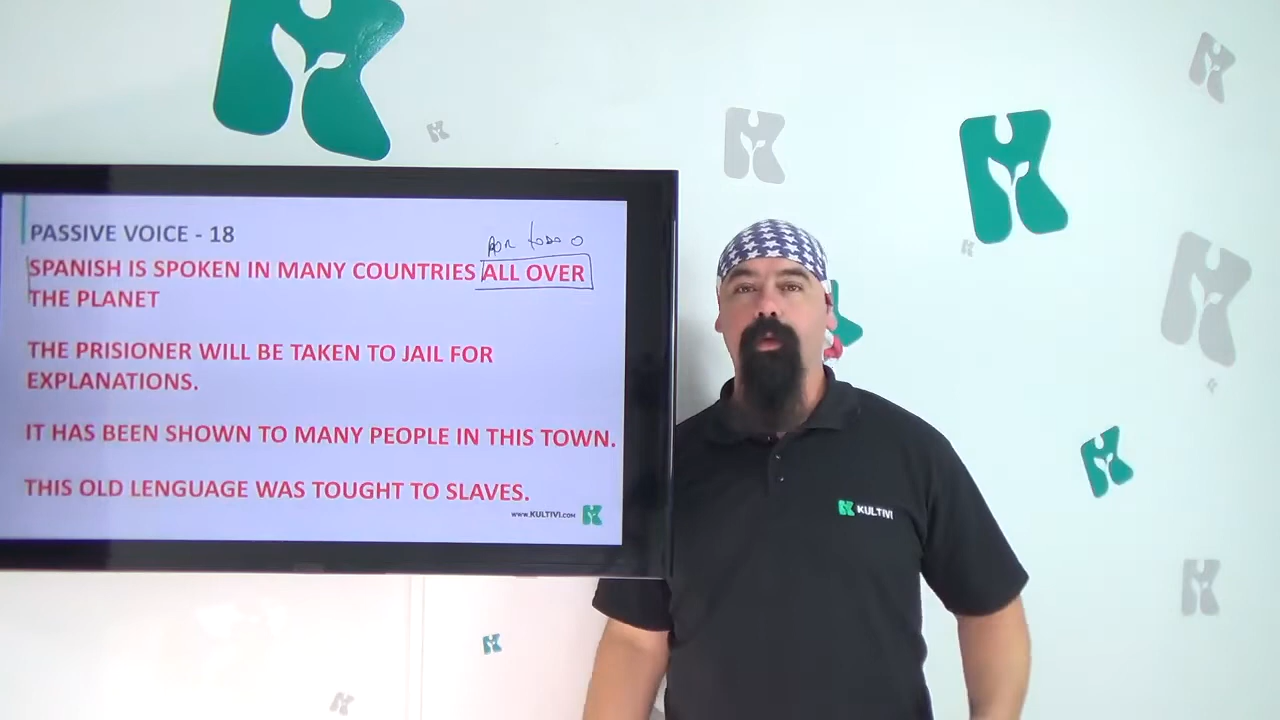 PASSIVE VOICE - 18
POR TODO O
SPANISH IS SPOKEN IN MANY COUNTRIES ALL OVER
THE PLANET
THE PRISIONER WILL BE TAKEN TO JAIL FOR
EXPLANATIONS.
IT HAS BEEN SHOWN TO MANY PEOPLE IN THIS TOWN.
THIS OLD LENGUAGE WAS TOUGHT TO SLAVES.
WWW.KULTIVI.COM
KULTIVI